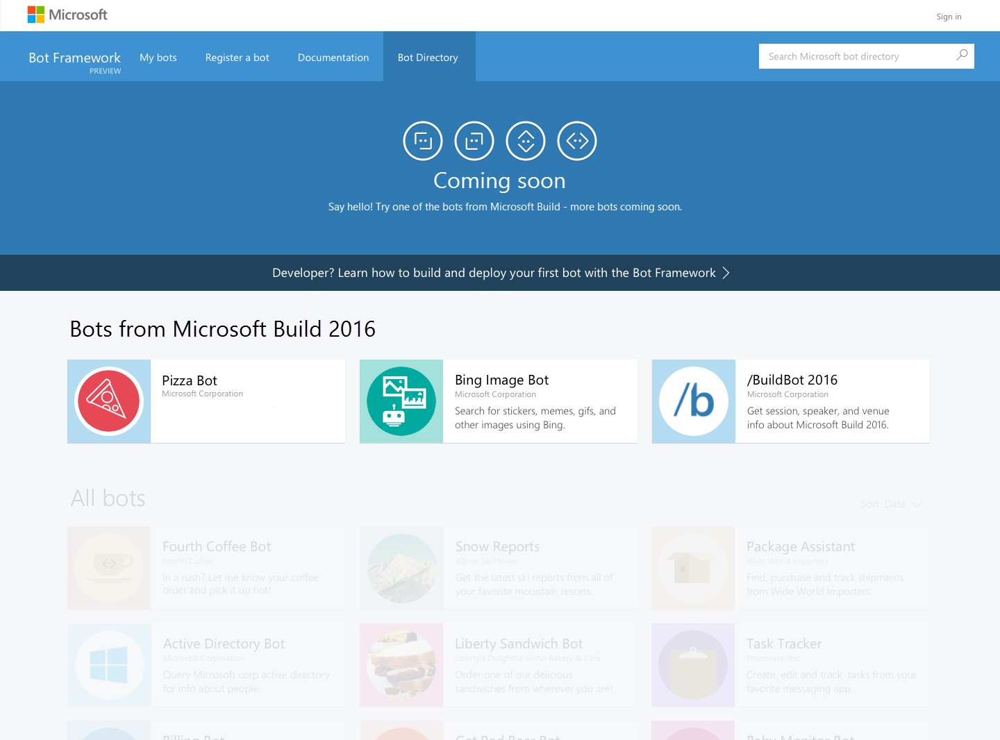 Microsoft
Sign in
Bot Framework
PREVIEW
My bots
Register a bot
Documentation
Bot Directory
Search Microsoft bot directory
Coming soon
Say hello! Try one of the bots from Microsoft Build - more bots coming soon.
Developer? Learn how to build and deploy your first bot with the Bot Framework
Bots from Microsoft Build 2016
Pizza Bot
Microsoft Corporation
Bing Image Bot
Microsoft Corporation
Search for stickers, memes, gifs, and
other images using Bing.
/b
/BuildBot 2016
Microsoft Corporation
Get session, speaker, and venue
info about Microsoft Build 2016.
All bots
Sort: Date
Fourth Coffee Bot
Fourth Coffee
In a rush? Let me know your coffee
order and pick it up hot!
Snow Reports
Alpine Ski House
Get the latest ski reports from all of
your favorite mountain resorts.
Package Assistant
Wide World Importers
Find, purchase and track shipments
from Wide World Importers.
Active Directory Bot
Microsoft Corporation
Query Microsoft corp active directory
for info about people.
Liberty Sandwich Bot
Liberty's Delightful Sinful Bakery & Cafe
Order one of our delicious
sandwiches from wherever you are!
Task Tracker
Proseware, Inc.
Create, edit and track tasks from your
favorite messaging app.
Billing Bot
Baby Monitor Bot